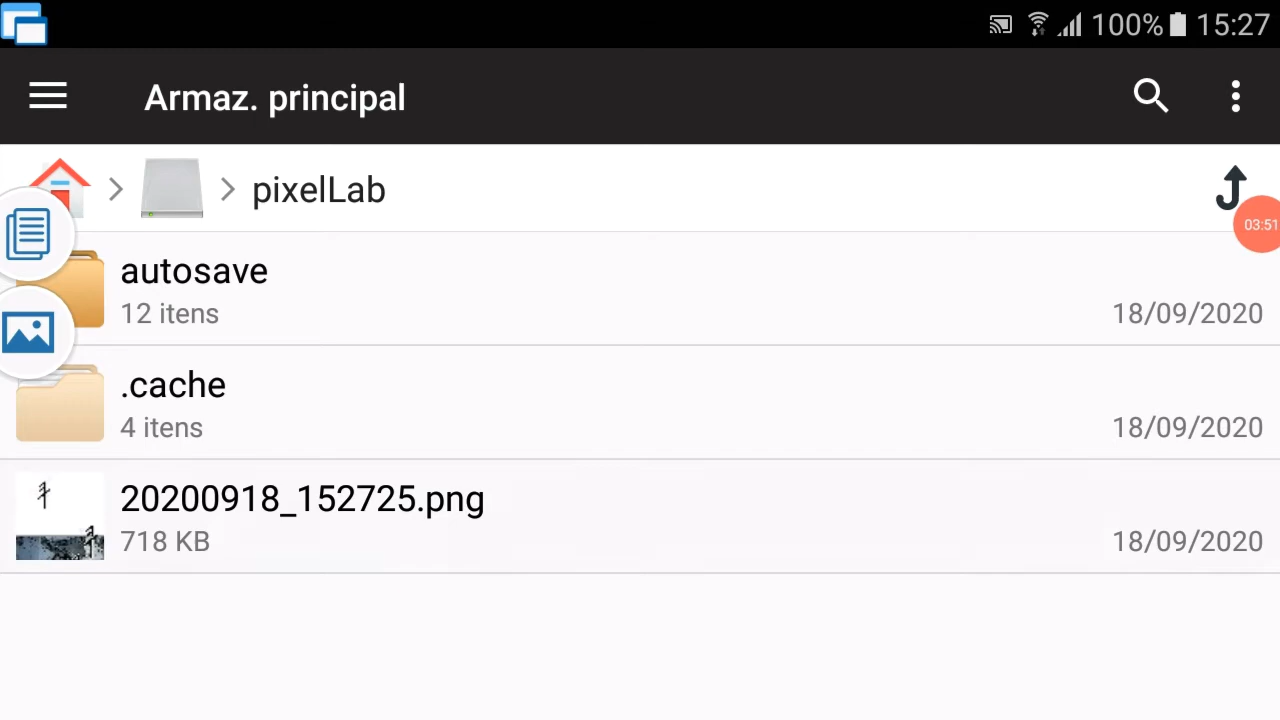 100% 15:27
Armaz. principal
pixelLab
03:51
autosave
12 itens 18/09/2020
.cache
4 itens 18/09/2020
20200918_152725.png
718 KB 18/09/2020